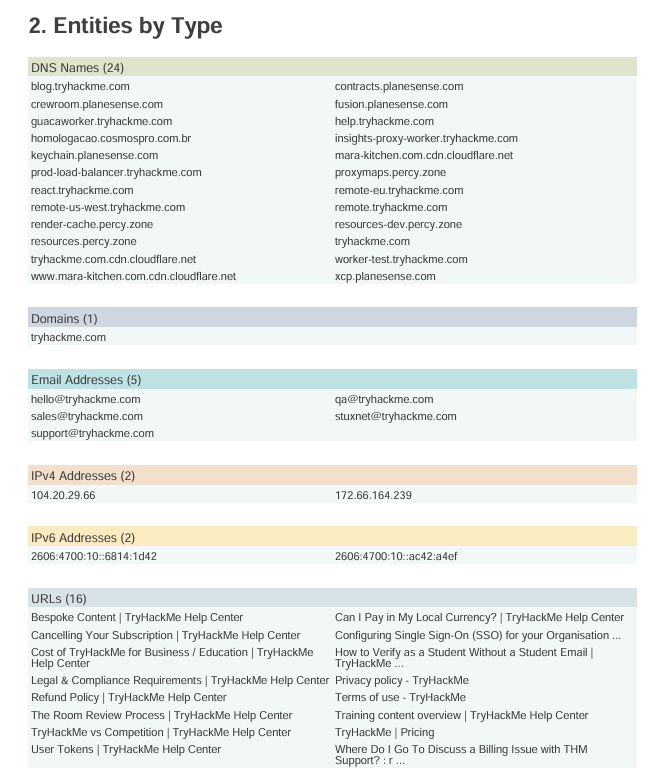 2. Entities by Type
DNS Names (24)
blog.tryhackme.com
contracts.planesense.com
crewroom.planesense.com
fusion.planesense.com
guacaworker.tryhackme.com
help.tryhackme.com
homologacao.cosmospro.com.br
insights-proxy-worker.tryhackme.com
keychain.planesense.com
mara-kitchen.com.cdn.cloudflare.net
prod-load-balancer.tryhackme.com
proxymaps.percy.zone
react.tryhackme.com
remote-eu.tryhackme.com
remote-us-west.tryhackme.com
remote.tryhackme.com
render-cache.percy.zone
resources-dev.percy.zone
resources.percy.zone
tryhackme.com
tryhackme.com.cdn.cloudflare.net
worker-test.tryhackme.com
www.mara-kitchen.com.cdn.cloudflare.net
xcp.planesense.com
Domains (1)
tryhackme.com
Email Addresses (5)
hello@tryhackme.com
qa@tryhackme.com
sales@tryhackme.com
stuxnet@tryhackme.com
support@tryhackme.com
IPv4 Addresses (2)
104.20.29.66
172.66.164.239
IPv6 Addresses (2)
2606:4700:10::6814:1d42
2606:4700:10::ac42:a4ef
URLs (16)
Bespoke Content | TryHackMe Help Center
Can I Pay in My Local Currency? | TryHackMe Help Center
Cancelling Your Subscription | TryHackMe Help Center
Configuring Single Sign-On (SSO) for your Organisation ...
Cost of TryHackMe for Business / Education | TryHackMe
Help Center
How to Verify as a Student Without a Student Email |
TryHackMe ...
Legal & Compliance Requirements | TryHackMe Help Center
Privacy policy - TryHackMe
Refund Policy | TryHackMe Help Center
Terms of use - TryHackMe
The Room Review Process | TryHackMe Help Center
Training content overview | TryHackMe Help Center
TryHackMe vs Competition | TryHackMe Help Center
TryHackMe | Pricing
User Tokens | TryHackMe Help Center
Where Do I Go To Discuss a Billing Issue with THM
Support? : r ...